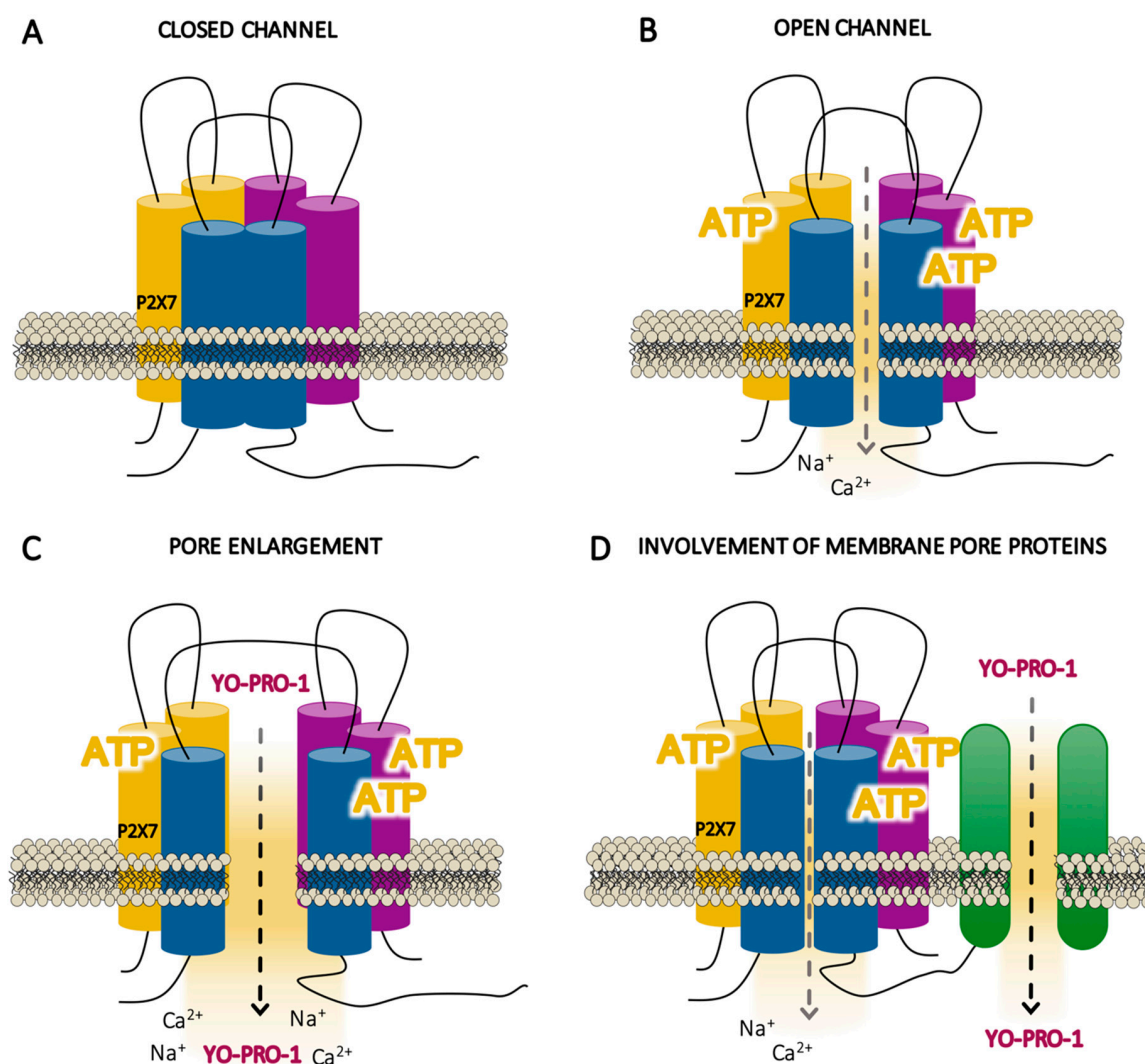 A
CLOSED CHANNEL
P2X7
B
OPEN CHANNEL
ATP
ATP
ATP
P2X7
Na⁺
Ca²⁺
C
PORE ENLARGEMENT
YO-PRO-1
ATP
ATP
ATP
P2X7
Ca²⁺
Na⁺
Na⁺
YO-PRO-1
Ca²⁺
D
INVOLVEMENT OF MEMBRANE PORE PROTEINS
YO-PRO-1
ATP
ATP
ATP
P2X7
Na⁺
Ca²⁺
YO-PRO-1